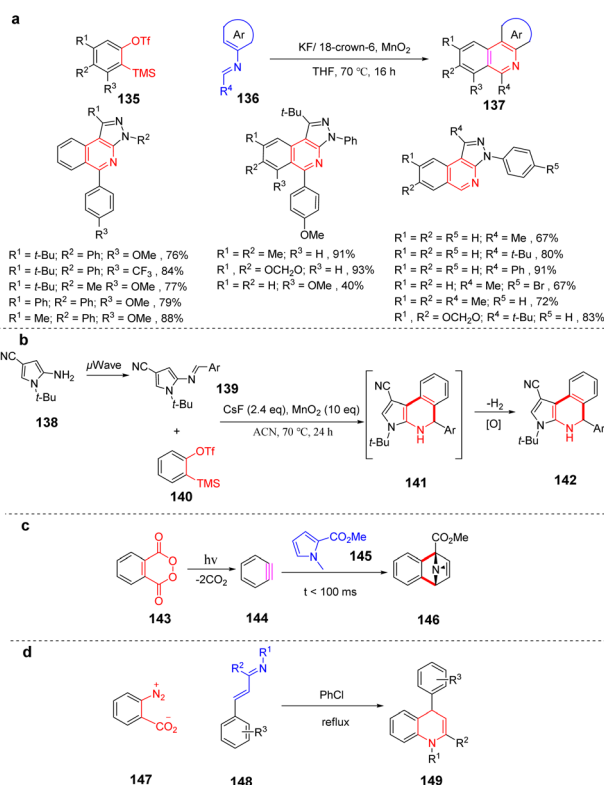 a
R1
OTf
R2
TMS
R3
135
Ar
N
R4
136
KF/ 18-crown-6, MnO2
THF, 70 ℃, 16 h
R1
Ar
R2
N
R3
R4
137
R1
N
N
R2
N
R3
t-Bu
R1
N
N
Ph
R2
N
R3
OMe
R4
R1
N
N
R5
R2
N
R1 = t-Bu; R2 = Ph; R3 = OMe , 76%
R1 = t-Bu; R2 = Ph; R3 = CF3 , 84%
R1 = t-Bu; R2 = Me R3 = OMe , 77%
R1 = Ph; R2 = Ph; R3 = OMe , 79%
R1 = Me; R2 = Ph; R3 = OMe , 88%
R1 = R2 = Me; R3 = H , 91%
R1 , R2 = OCH2O; R3 = H , 93%
R1 = R2 = H; R3 = OMe , 40%
R1 = R2 = R5 = H; R4 = Me , 67%
R1 = R2 = R5 = H; R4 = t-Bu , 80%
R1 = R2 = R5 = H; R4 = Ph , 91%
R1 = R2 = H; R4 = Me; R5 = Br , 67%
R1 = R2 = R4 = Me; R5 = H , 72%
R1 , R2 = OCH2O; R4 = t-Bu; R5 = H , 83%
b
NC
NH2
N
t-Bu
138
μWave
NC
N
Ar
N
t-Bu
139
+
OTf
TMS
140
CsF (2.4 eq), MnO2 (10 eq)
ACN, 70 ℃, 24 h
NC
N
t-Bu
N
H
Ar
141
-H2
[O]
NC
N
t-Bu
N
H
Ar
142
c
O
O
O
O
143
hν
-2CO2
144
CO2Me
N
145
t < 100 ms
CO2Me
N
146
d
N2
+
CO2
−
147
R1
R2
N
R3
148
PhCl
reflux
R3
N
R2
R1
149